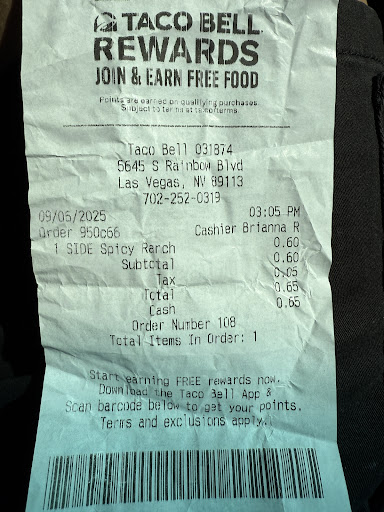 TACO BELL
REWARDS
JOIN & EARN FREE FOOD
Points are earned on qualifying purchases.
Subject to terms at ta.co/terms.
Taco Bell 031874
5645 S Rainbow Blvd
Las Vegas, NV 89113
702-252-0319
09/05/2025 03:05 PM
Order 950c66 Cashier Brianna R
1 SIDE Spicy Ranch 0.60
Subtotal 0.60
Tax 0.05
Total 0.65
Cash 0.65
Order Number 108
Total Items In Order: 1
Start earning FREE rewards now.
Download the Taco Bell App &
Scan barcode below to get your points.
Terms and exclusions apply.